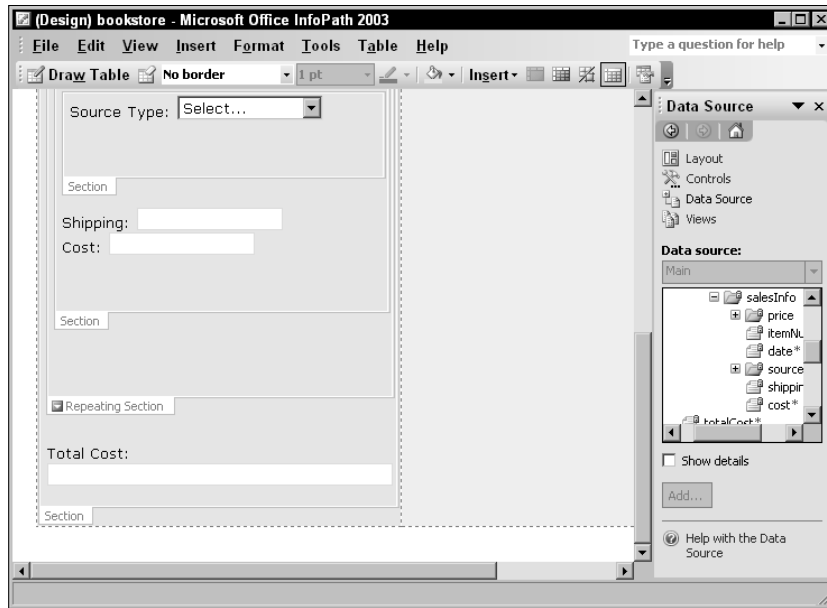 (Design) bookstore - Microsoft Office InfoPath 2003
File Edit View Insert Format Tools Table Help
Type a question for help
Draw Table No border 1 pt Insert
Source Type: Select...
Section
Shipping:
Cost:
Section
Repeating Section
Total Cost:
Section
Data Source
Layout
Controls
Data Source
Views
Data source:
Main
salesInfo
price
itemNu
date*
source
shippin
cost*
totalCost*
Show details
Add...
Help with the Data
Source